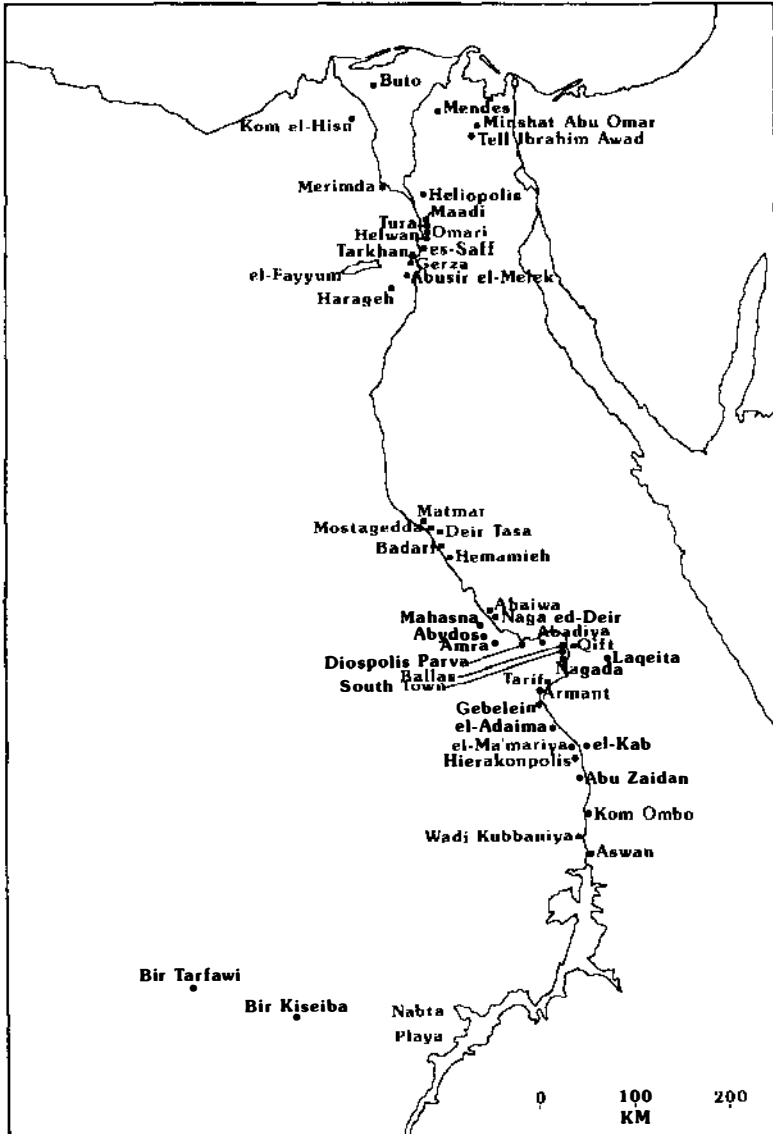 Buto
Mendes
Minshat Abu Omar
Kom el-Hisn
Tell Ibrahim Awad
Merimda
Heliopolis
Maadi
Tura
Omari
Helwan
es-Saff
Tarkhan
Gerza
el-Fayyum
Abusir el-Melek
Harageh
Matmar
Mostagedda
Deir Tasa
Badari
Hemamieh
Ahaiwa
Mahasna
Naga ed-Deir
Abydos
Abadiya
Amra
Qift
Diospolis Parva
Laqeita
Ballas
Nagada
South Town
Tarif
Armant
Gebelein
el-Adaima
el-Ma'mariya
el-Kab
Hierakonpolis
Abu Zaidan
Kom Ombo
Wadi Kubbaniya
Aswan
Bir Tarfawi
Bir Kiseiba
Nabta
Playa
0 100 200
KM